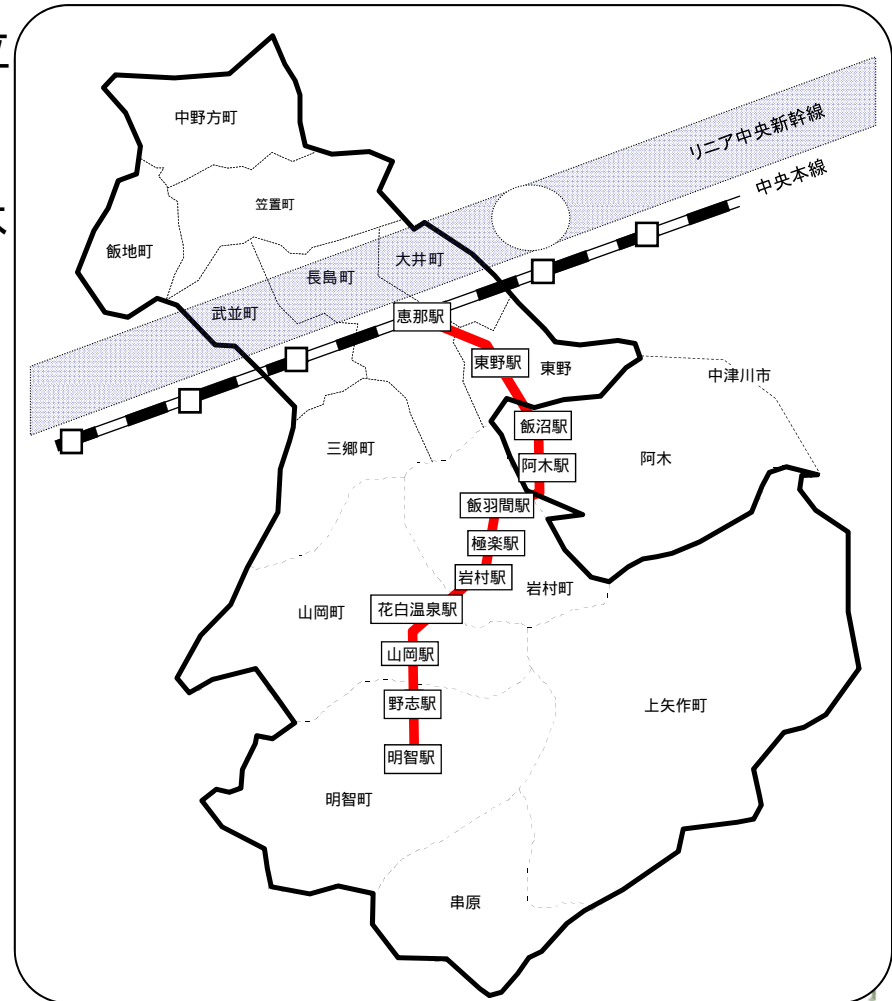 中野方町
リニア中央新幹線
中央本線
笠置町
飯地町
大井町
長島町
武並町
恵那駅
東野駅
東野
中津川市
飯沼駅
三郷町
阿木駅
阿木
飯羽間駅
極楽駅
岩村駅
岩村町
花白温泉駅
山岡町
山岡駅
野志駅
上矢作町
明智駅
明智町
串原